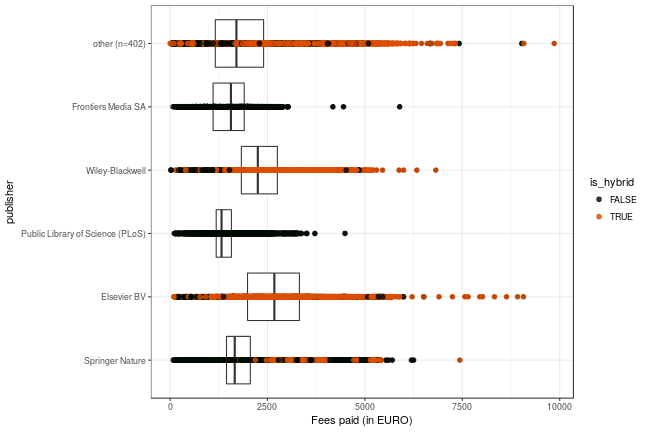 other (n=402)
Frontiers Media SA
Wiley-Blackwell
Public Library of Science (PLoS)
Elsevier BV
Springer Nature
publisher
0
2500
5000
7500
10000
Fees paid (in EURO)
is_hybrid
FALSE
TRUE